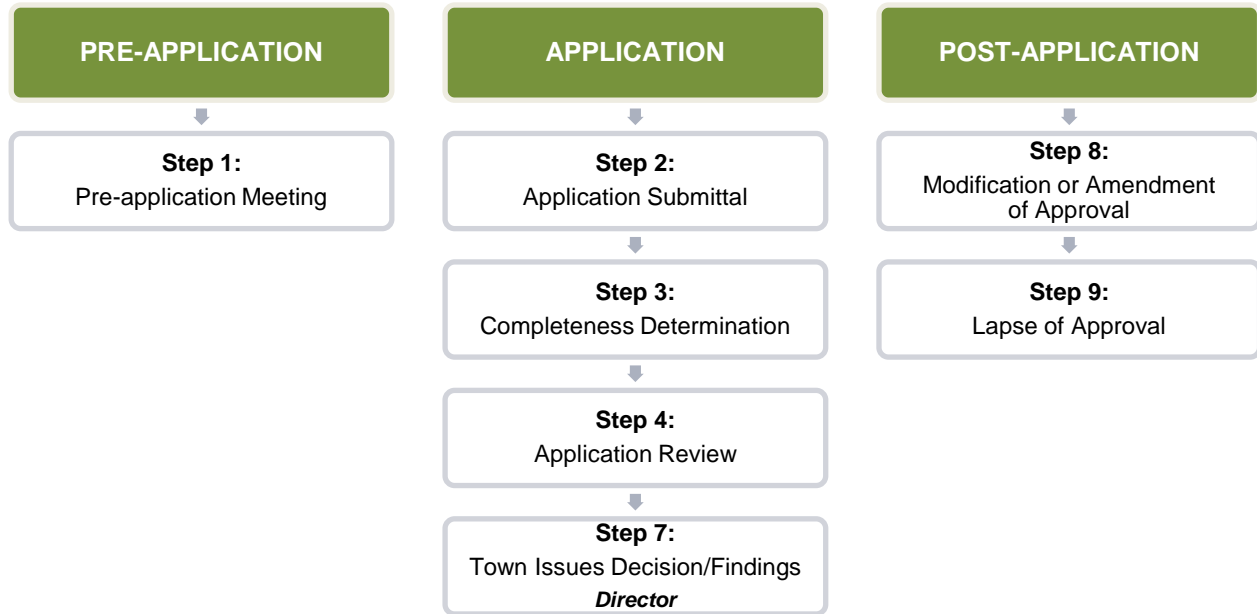 PRE-APPLICATION
Step 1:
Pre-application Meeting
APPLICATION
Step 2:
Application Submittal
Step 3:
Completeness Determination
Step 4:
Application Review
Step 7:
Town Issues Decision/Findings
Director
POST-APPLICATION
Step 8:
Modification or Amendment
of Approval
Step 9:
Lapse of Approval